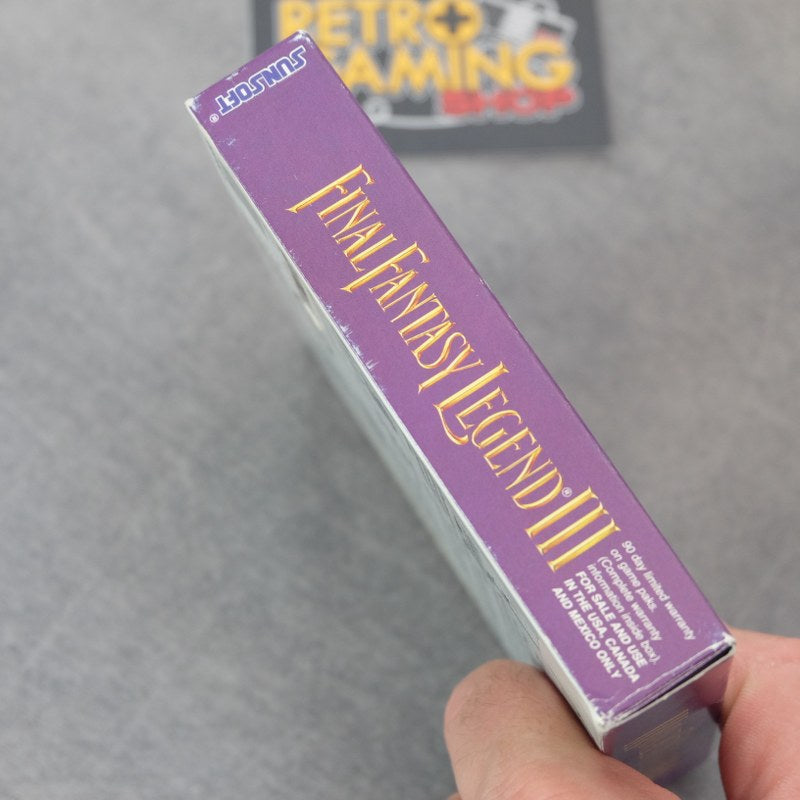 RETRO
GAMING
SHOP
SUNSOFT®
FINAL FANTASY LEGEND® III
90 day limited warranty
on game paks.
(Complete warranty
information inside box).
FOR SALE AND USE
IN THE USA, CANADA
AND MEXICO ONLY